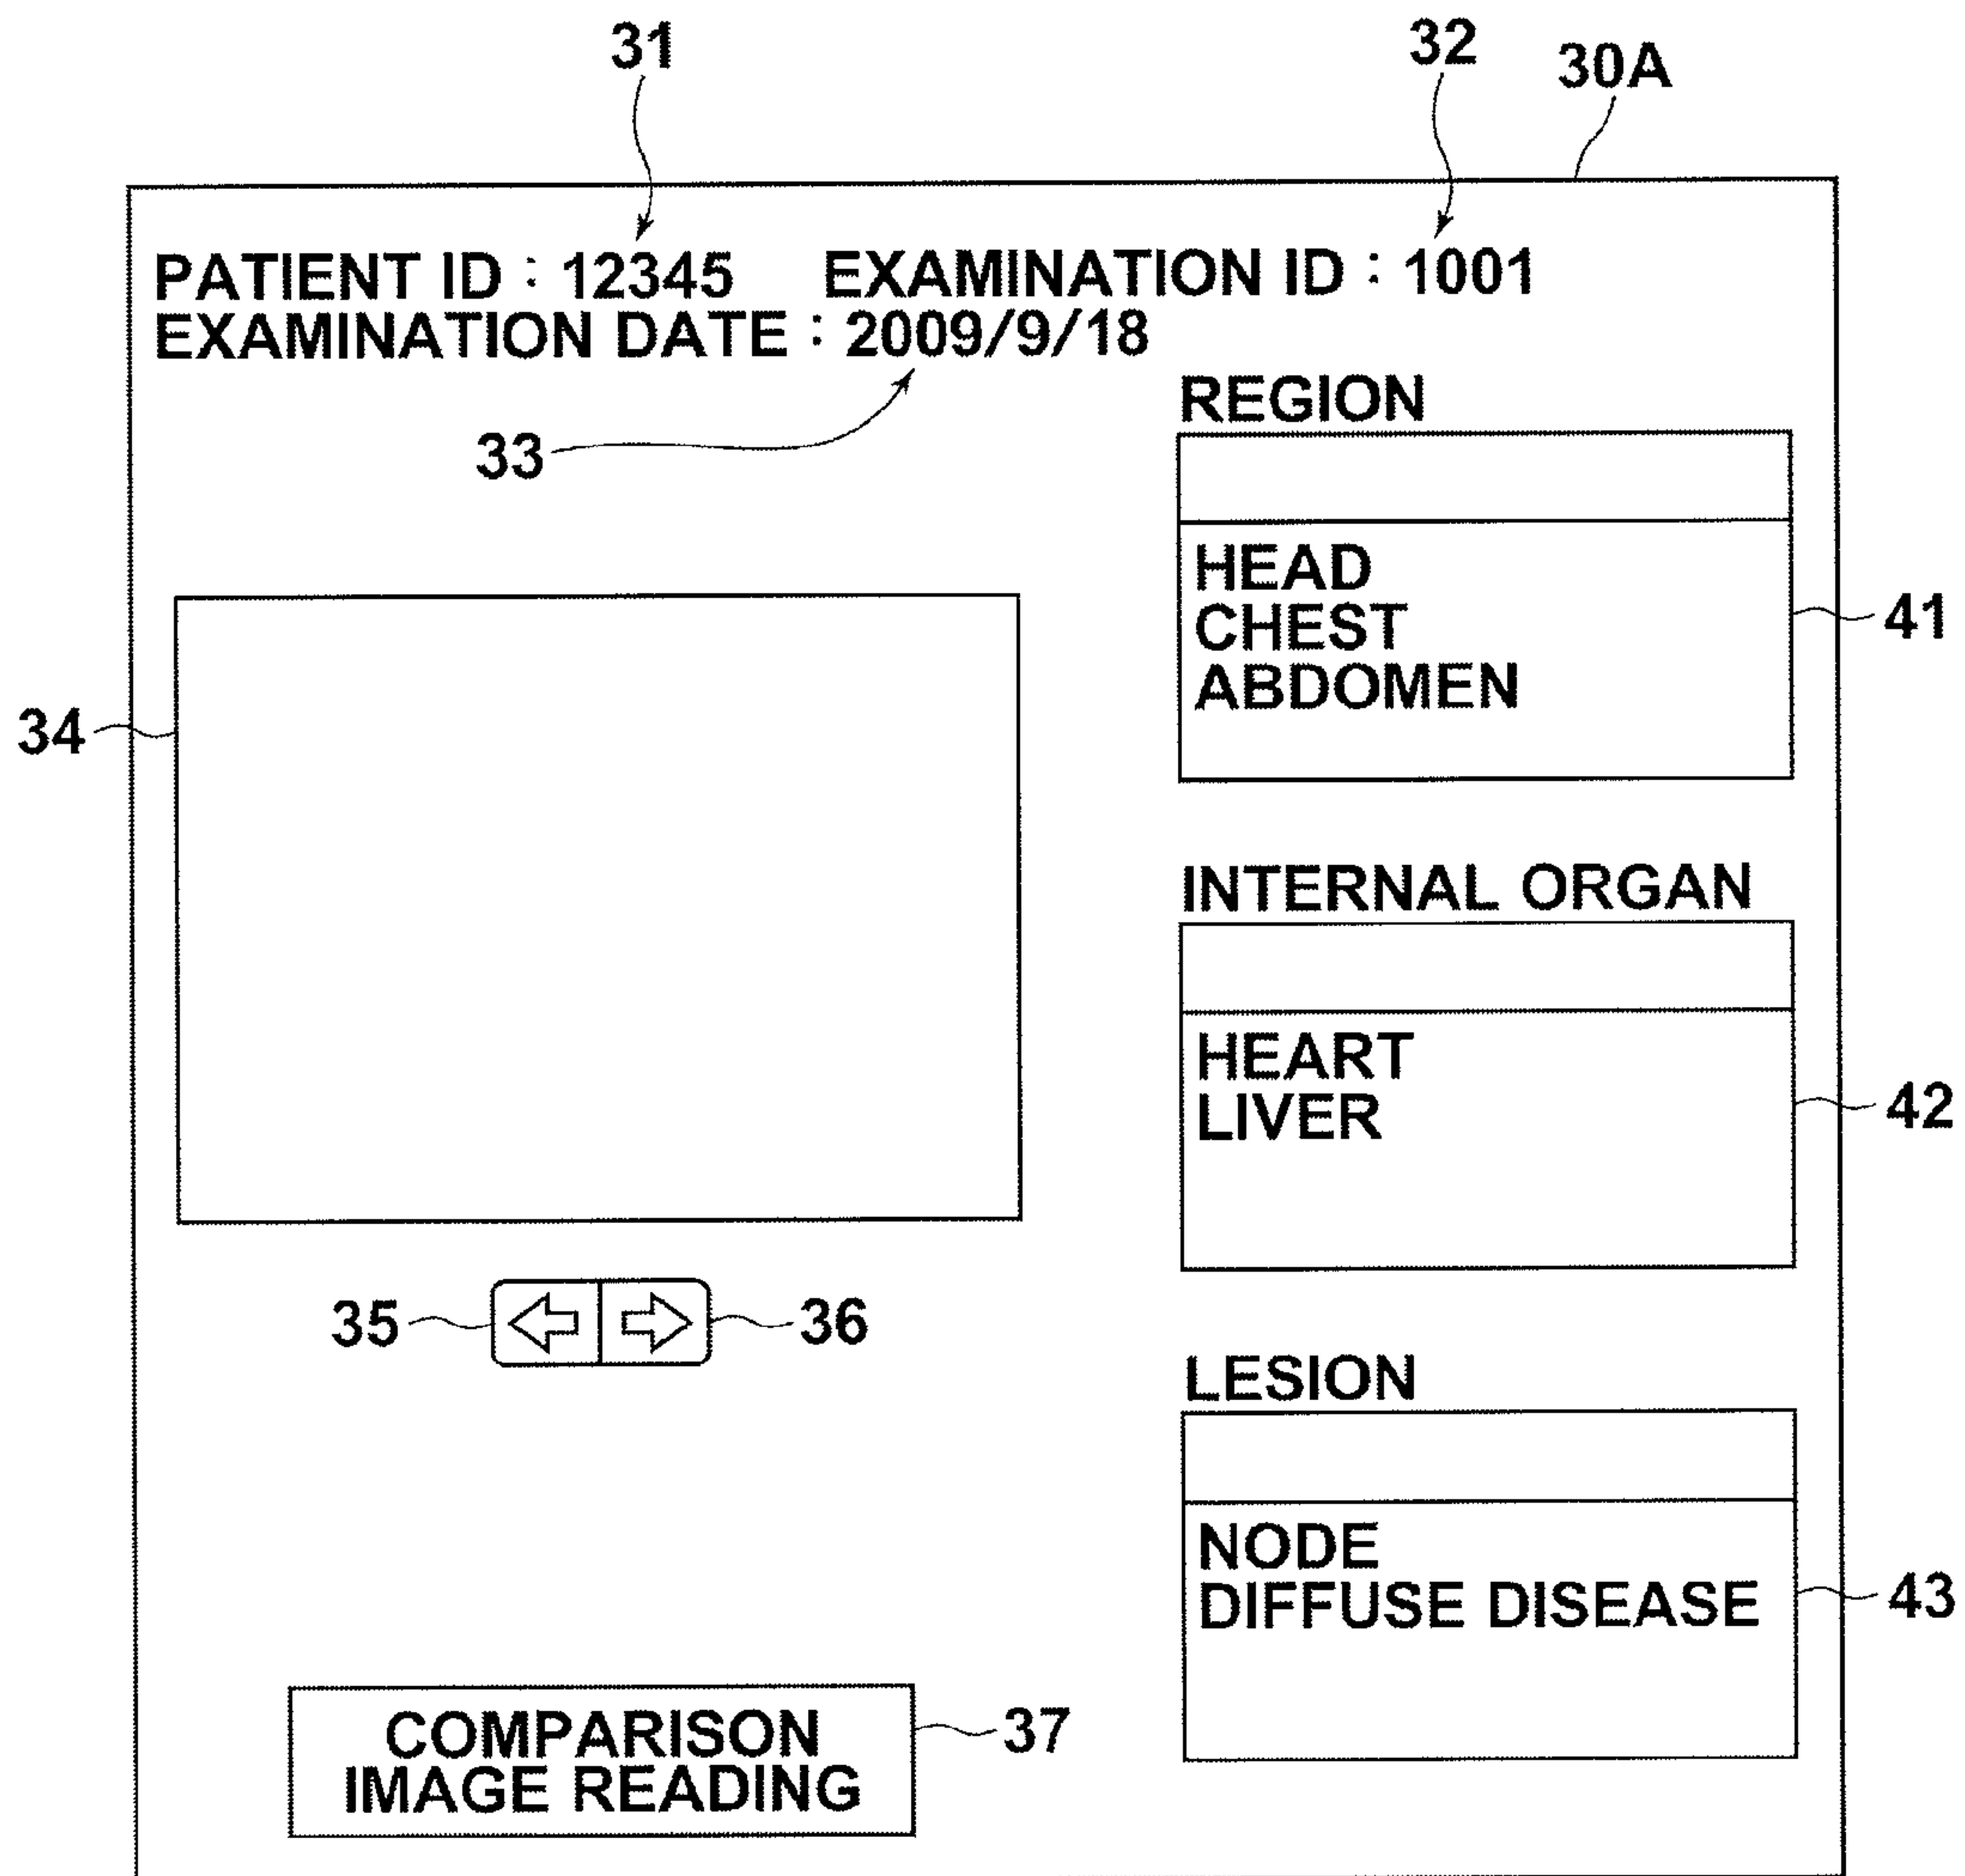 31
32
30A
PATIENT ID : 12345 EXAMINATION ID : 1001
EXAMINATION DATE : 2009/9/18
33
REGION
HEAD
CHEST
ABDOMEN
41
34
INTERNAL ORGAN
HEART
LIVER
42
35
36
LESION
NODE
DIFFUSE DISEASE
43
COMPARISON
IMAGE READING
37